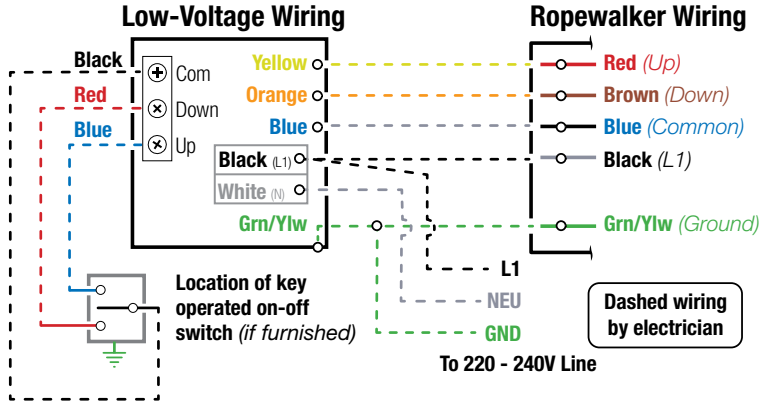 Low-Voltage Wiring
Ropewalker Wiring
Black
Red
Blue
Com
Down
Up
Yellow
Orange
Blue
Black (L1)
White (N)
Grn/Ylw
Red (Up)
Brown (Down)
Blue (Common)
Black (L1)
Grn/Ylw (Ground)
Location of key
operated on-off
switch (if furnished)
L1
NEU
GND
To 220 - 240V Line
Dashed wiring
by electrician